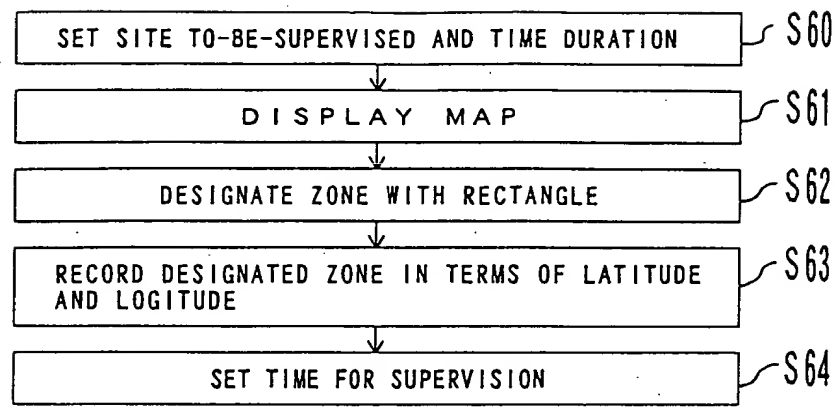 SET SITE TO-BE-SUPERVISED AND TIME DURATION S60
DISPLAY MAP S61
DESIGNATE ZONE WITH RECTANGLE S62
RECORD DESIGNATED ZONE IN TERMS OF LATITUDE S63
AND LOGITUDE
SET TIME FOR SUPERVISION S64